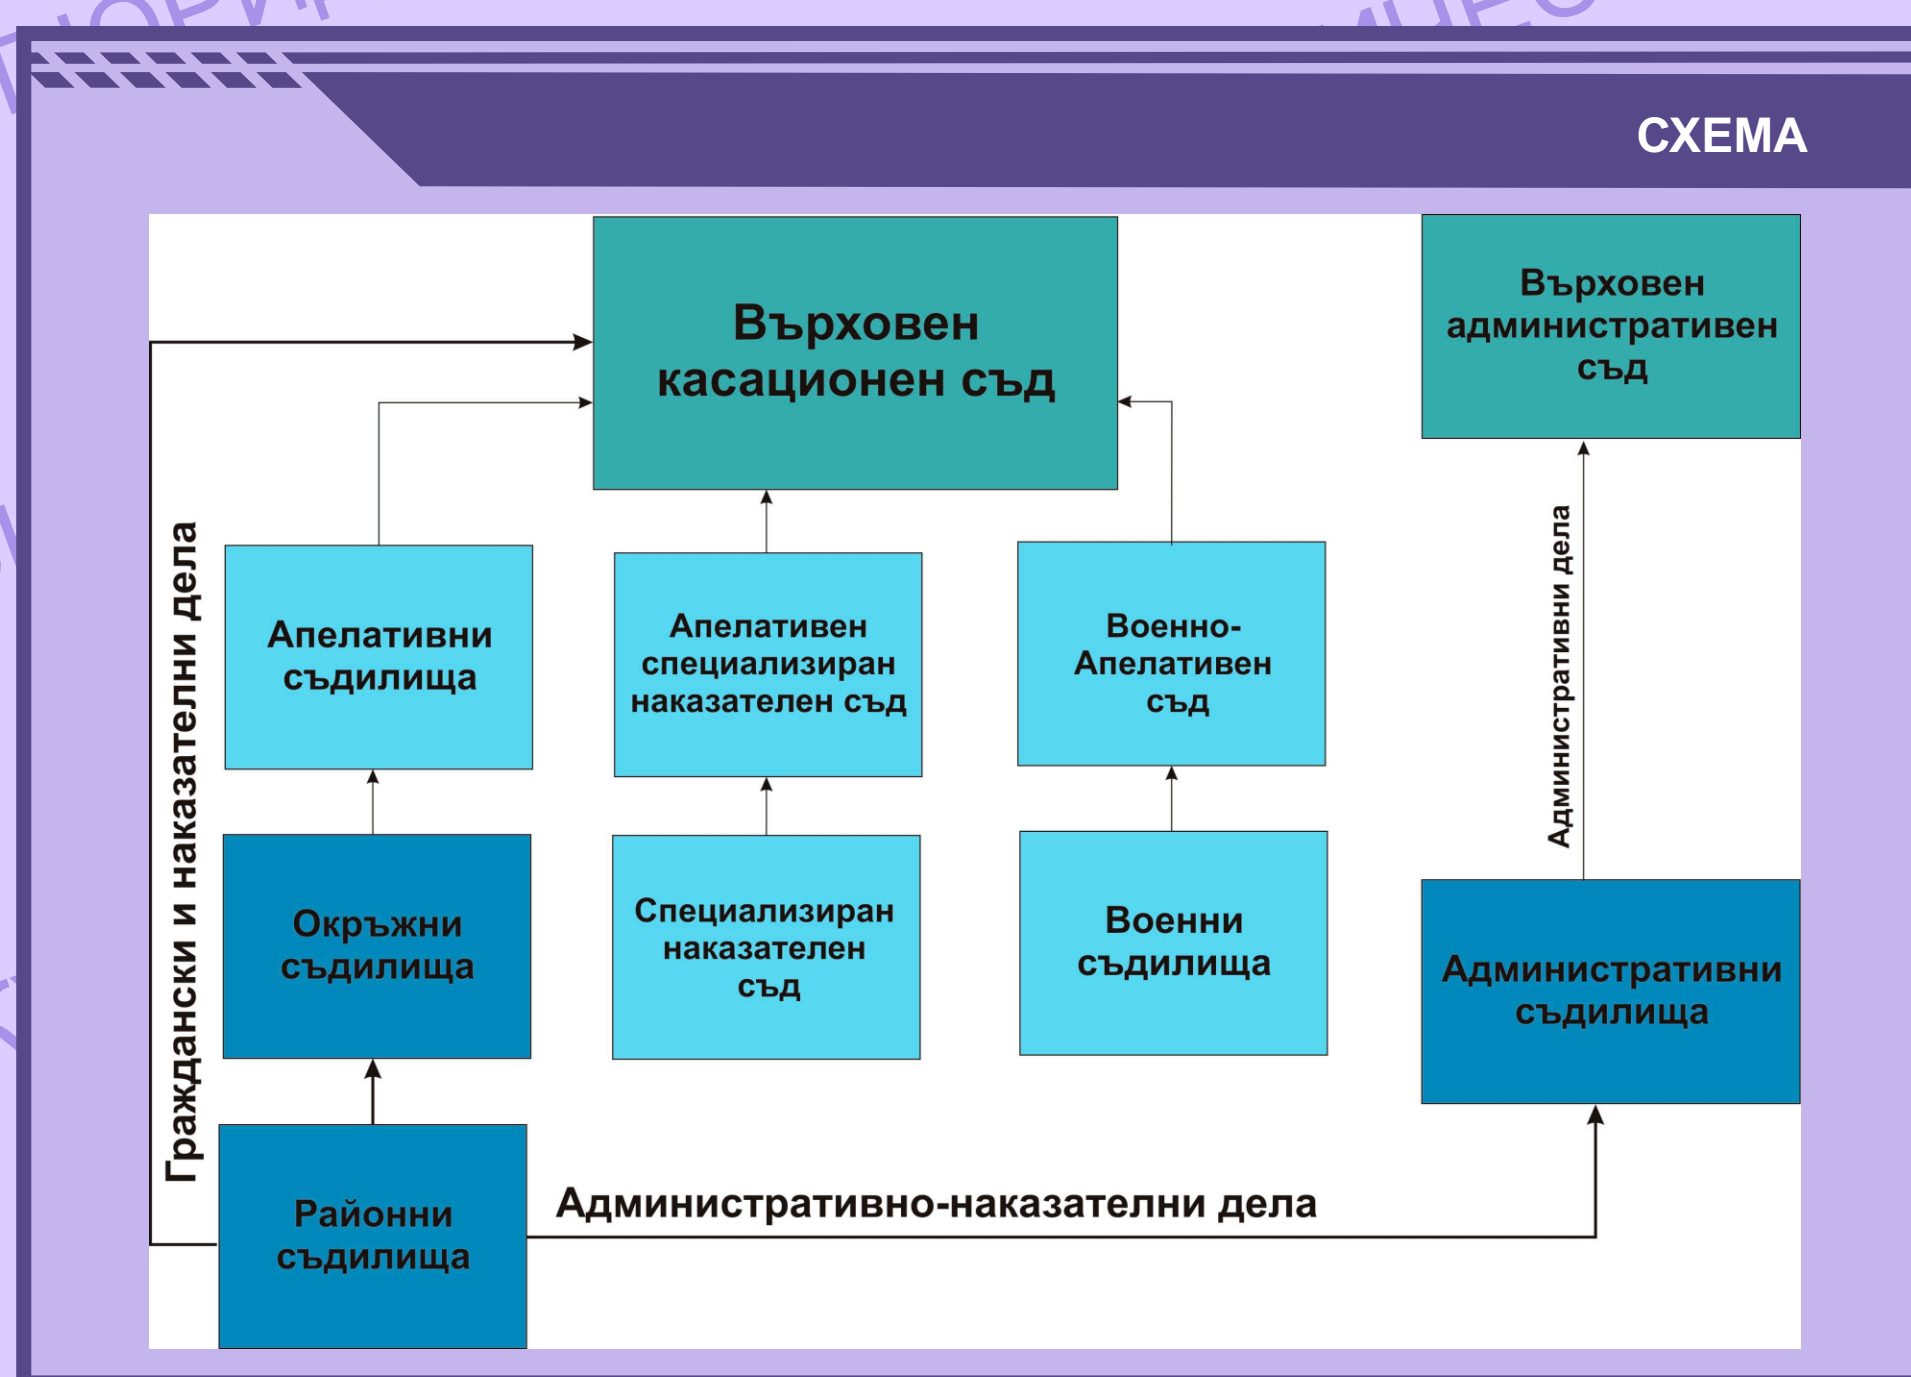 СХЕМА
Върховен
касационен съд
Върховен
административен
съд
Граждански и наказателни дела
Апелативни
съдилища
Апелативен
специализиран
наказателен съд
Военно-
Апелативен
съд
Административни дела
Окръжни
съдилища
Специализиран
наказателен
съд
Военни
съдилища
Административни
съдилища
Районни
съдилища
Административно-наказателни дела